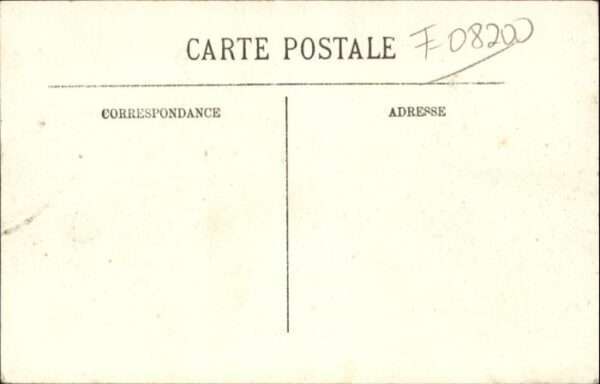 CARTE POSTALE F 08200
CORRESPONDANCE
ADRESSE